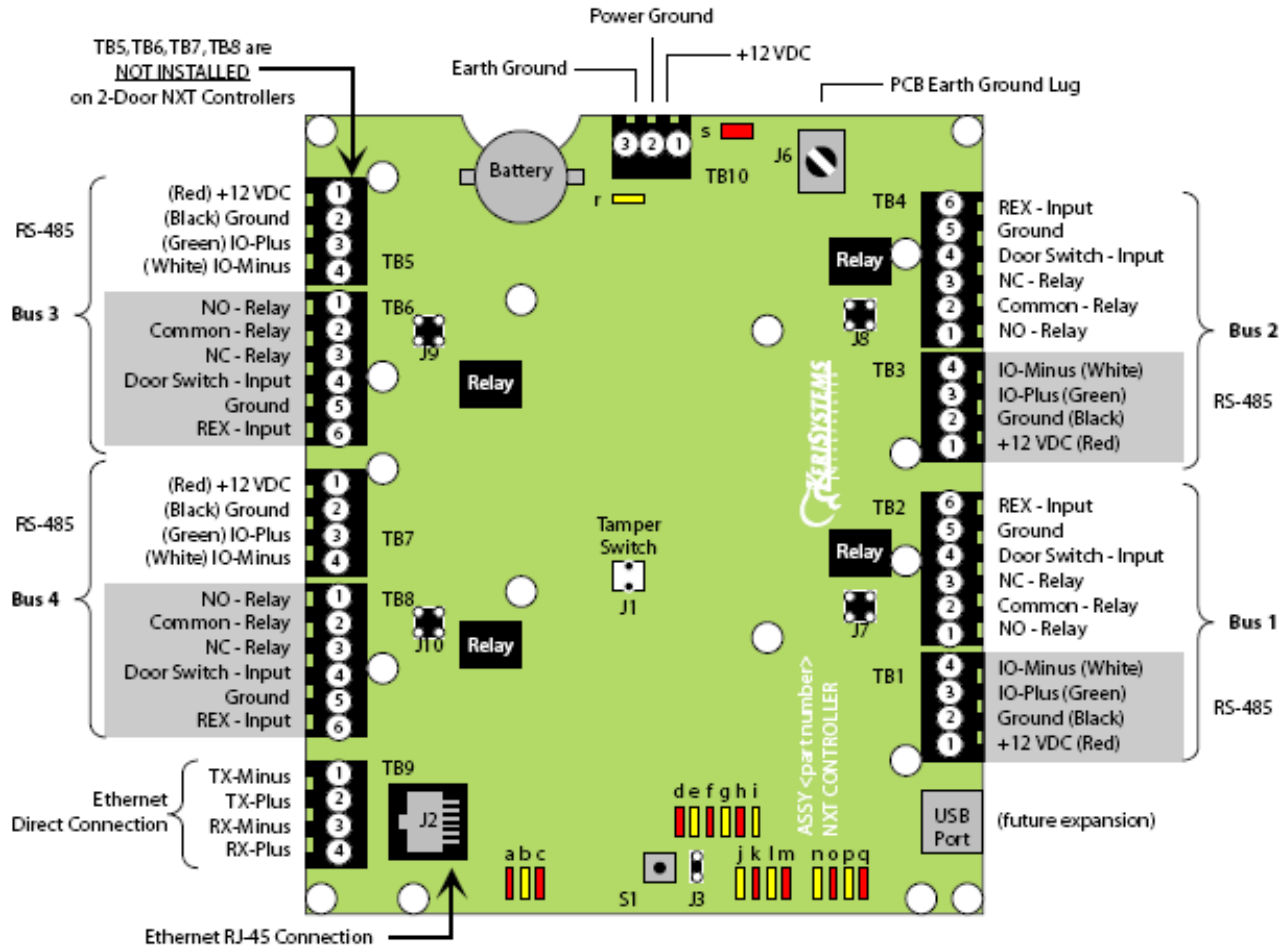 Power Ground
TB5, TB6, TB7, TB8 are
NOT INSTALLED
on 2-Door NXT Controllers
Earth Ground
+12 VDC
PCB Earth Ground Lug
3 2 1
s
J6
TB10
Battery
r
RS-485
(Red) +12 VDC
(Black) Ground
(Green) IO-Plus
(White) IO-Minus
1
2
3
4
TB5
Bus 3
NO - Relay
Common - Relay
NC - Relay
Door Switch - Input
Ground
REX - Input
1
2
3
4
5
6
TB6
J9
Relay
RS-485
(Red) +12 VDC
(Black) Ground
(Green) IO-Plus
(White) IO-Minus
1
2
3
4
TB7
Bus 4
NO - Relay
Common - Relay
NC - Relay
Door Switch - Input
Ground
REX - Input
1
2
3
4
5
6
TB8
J10
Relay
Ethernet
Direct Connection
TX-Minus
TX-Plus
RX-Minus
RX-Plus
1
2
3
4
TB9
J2
Ethernet RJ-45 Connection
Tamper
Switch
J1
TB4
Relay
J8
6
5
4
3
2
1
REX - Input
Ground
Door Switch - Input
NC - Relay
Common - Relay
NO - Relay
Bus 2
TB3
4
3
2
1
IO-Minus (White)
IO-Plus (Green)
Ground (Black)
+12 VDC (Red)
RS-485
KERISYSTEMS
TB2
Relay
J7
6
5
4
3
2
1
REX - Input
Ground
Door Switch - Input
NC - Relay
Common - Relay
NO - Relay
Bus 1
TB1
4
3
2
1
IO-Minus (White)
IO-Plus (Green)
Ground (Black)
+12 VDC (Red)
RS-485
ASSY <partnumber>
NXT CONTROLLER
USB
Port
(future expansion)
d e f g h i
a b c
j k l m
n o p q
S1
J3